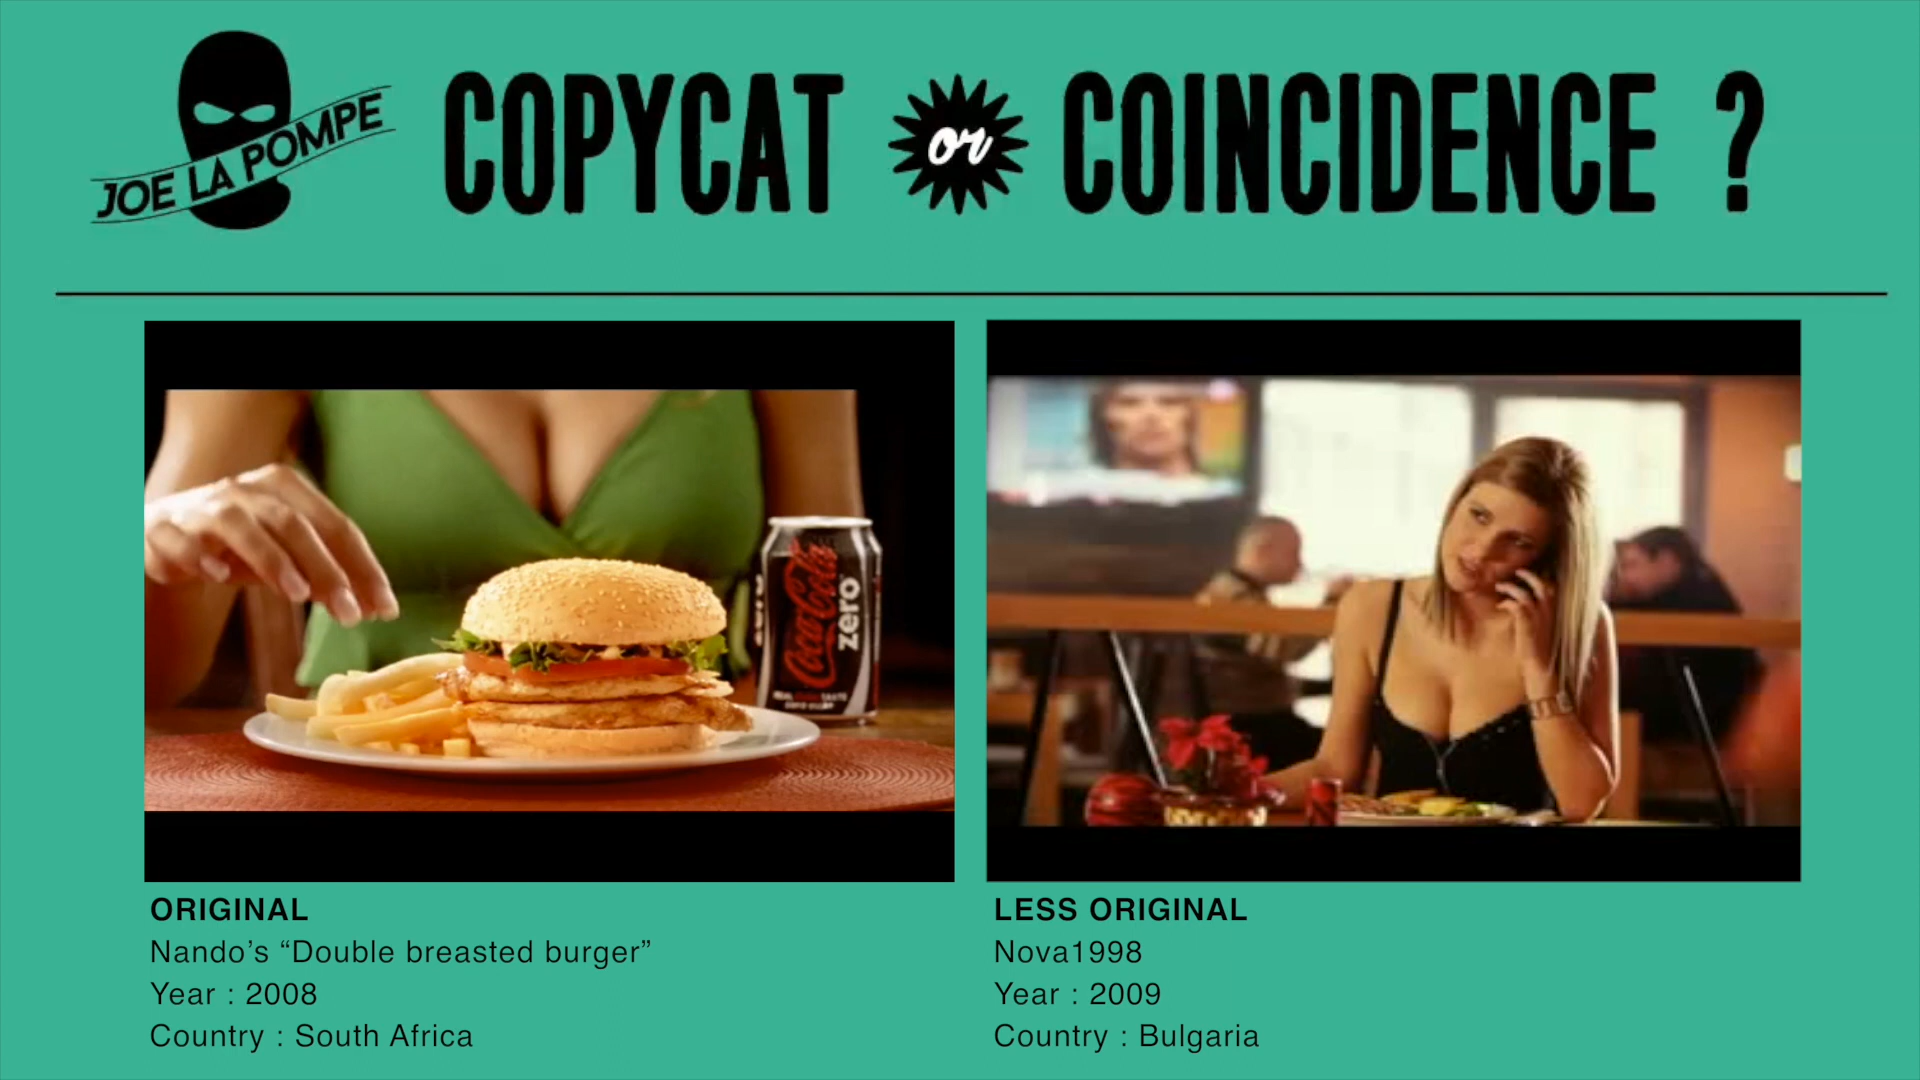 JOE LA POMPE
COPYCAT or COINCIDENCE ?
Coca-Cola
zero
ORIGINAL
Nando’s “Double breasted burger”
Year : 2008
Country : South Africa
LESS ORIGINAL
Nova1998
Year : 2009
Country : Bulgaria